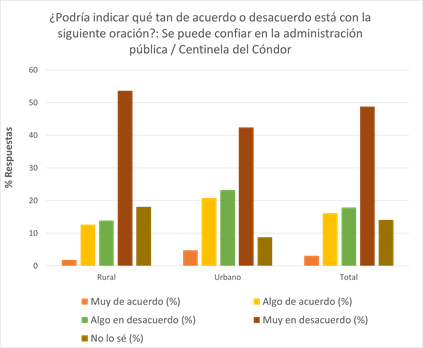 ¿Podría indicar qué tan de acuerdo o desacuerdo está con la
siguiente oración?: Se puede confiar en la administración
pública / Centinela del Cóndor
60
50
40
30
20
10
0
% Respuestas
Rural
Urbano
Total
Muy de acuerdo (%)
Algo de acuerdo (%)
Algo en desacuerdo (%)
Muy en desacuerdo (%)
No lo sé (%)